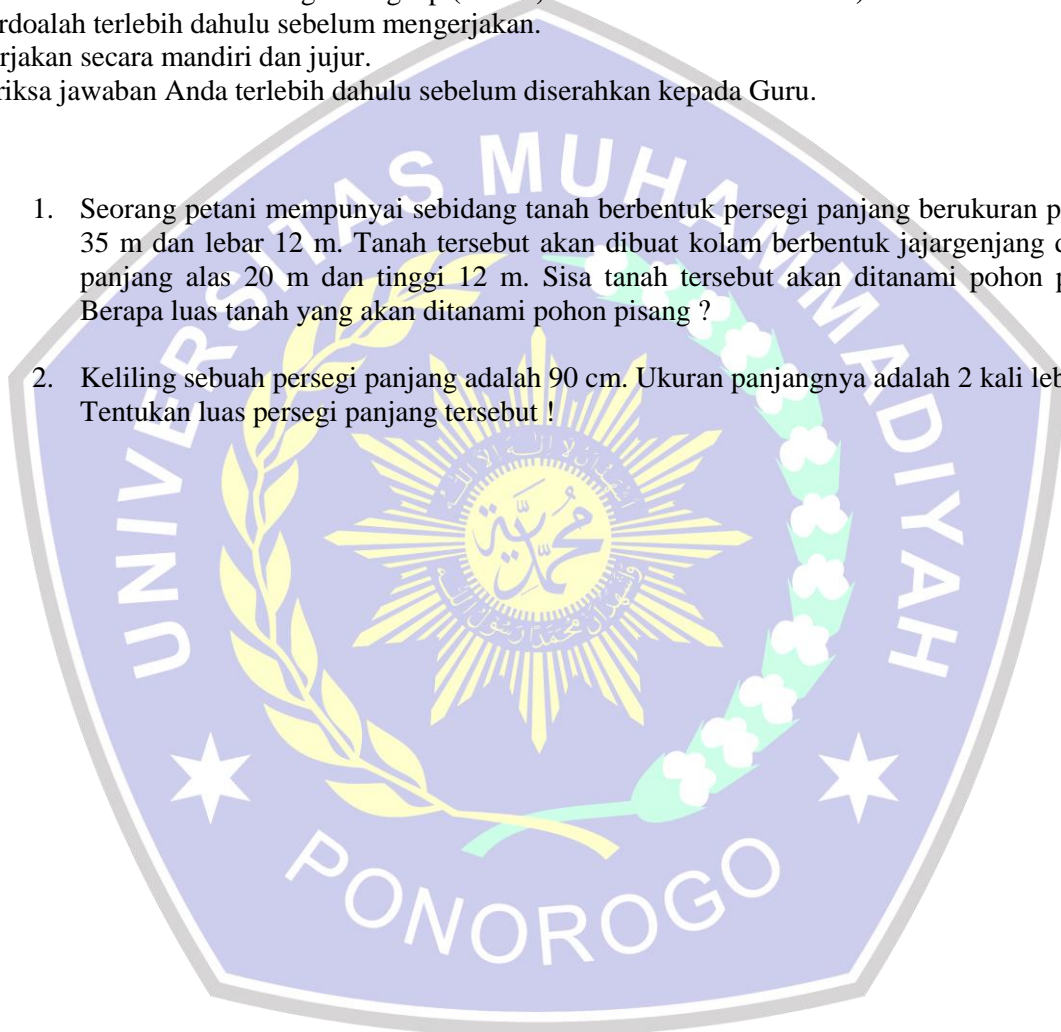 rdoalah terlebih dahulu sebelum mengerjakan.
rjakan secara mandiri dan jujur.
riksa jawaban Anda terlebih dahulu sebelum diserahkan kepada Guru.
1. Seorang petani mempunyai sebidang tanah berbentuk persegi panjang berukuran p
35 m dan lebar 12 m. Tanah tersebut akan dibuat kolam berbentuk jajargenjang d
panjang alas 20 m dan tinggi 12 m. Sisa tanah tersebut akan ditanami pohon p
Berapa luas tanah yang akan ditanami pohon pisang ?
2. Keliling sebuah persegi panjang adalah 90 cm. Ukuran panjangnya adalah 2 kali leb
Tentukan luas persegi panjang tersebut !
UNIVERSITAS MUHAMMADIYAH
PONOROGO
محمدية